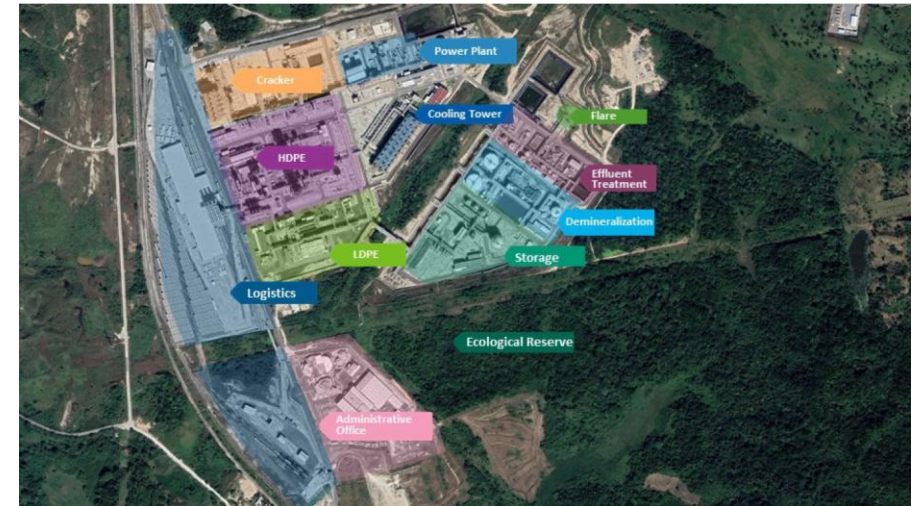 Power Plant
Cracker
Cooling Tower
Flare
HDPE
Effluent
Treatment
Demineralization
LDPE
Storage
Logistics
Ecological Reserve
Administrative
Office